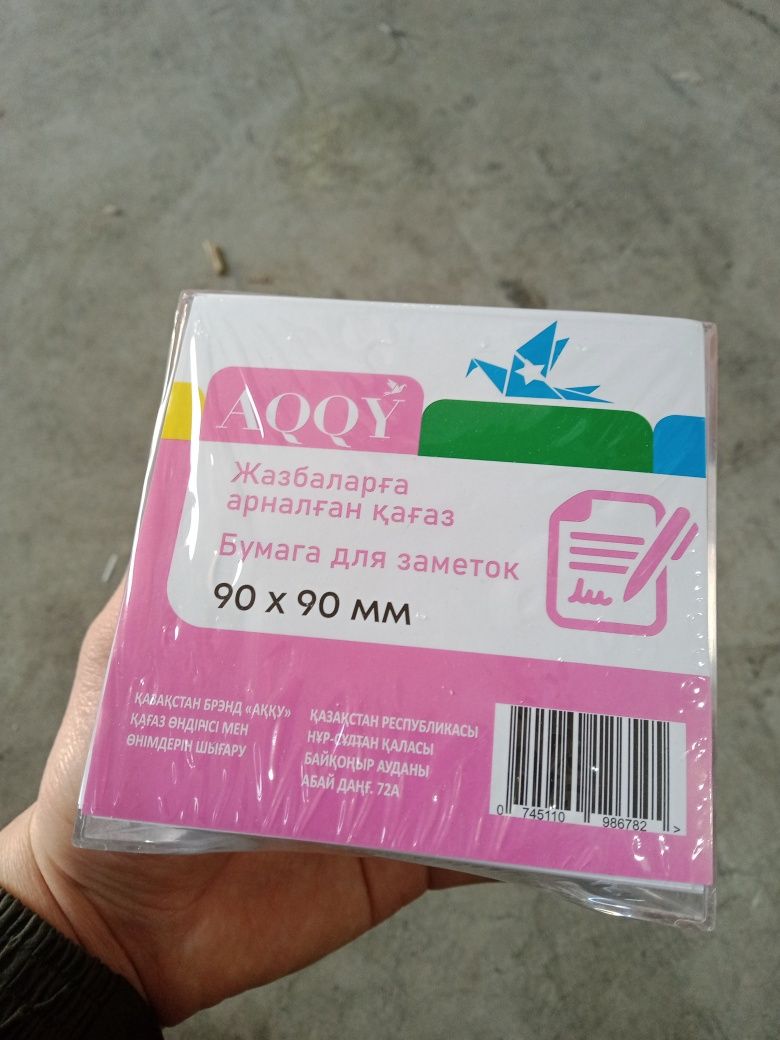 AQQY
Жазбаларға
арналған қағаз
Бумага для заметок
90 х 90 мм
ҚАЗАҚСТАН БРЭНД «АҚҚУ»
ҚАҒАЗ ӨНДІРІСІ МЕН
ӨНІМДЕРІН ШЫҒАРУ
ҚАЗАҚСТАН РЕСПУБЛИКАСЫ
НҰР-СҰЛТАН ҚАЛАСЫ
БАЙҚОҢЫР АУДАНЫ
АБАЙ ДАҢҒ. 72А
0 745110 986782 >